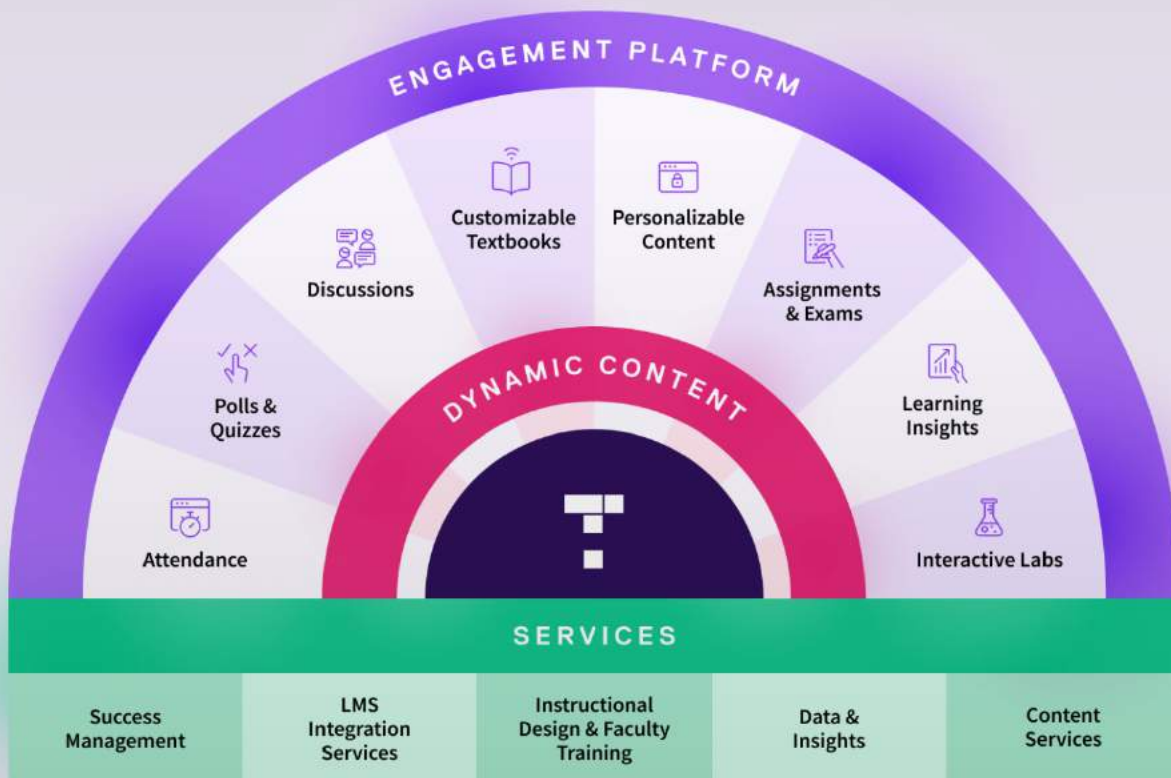 ENGAGEMENT PLATFORM
Customizable
Textbooks
Personalizable
Content
Discussions
Assignments
& Exams
Polls &
Quizzes
Learning
Insights
Attendance
Interactive Labs
DYNAMIC CONTENT
SERVICES
Success
Management
LMS
Integration
Services
Instructional
Design & Faculty
Training
Data &
Insights
Content
Services